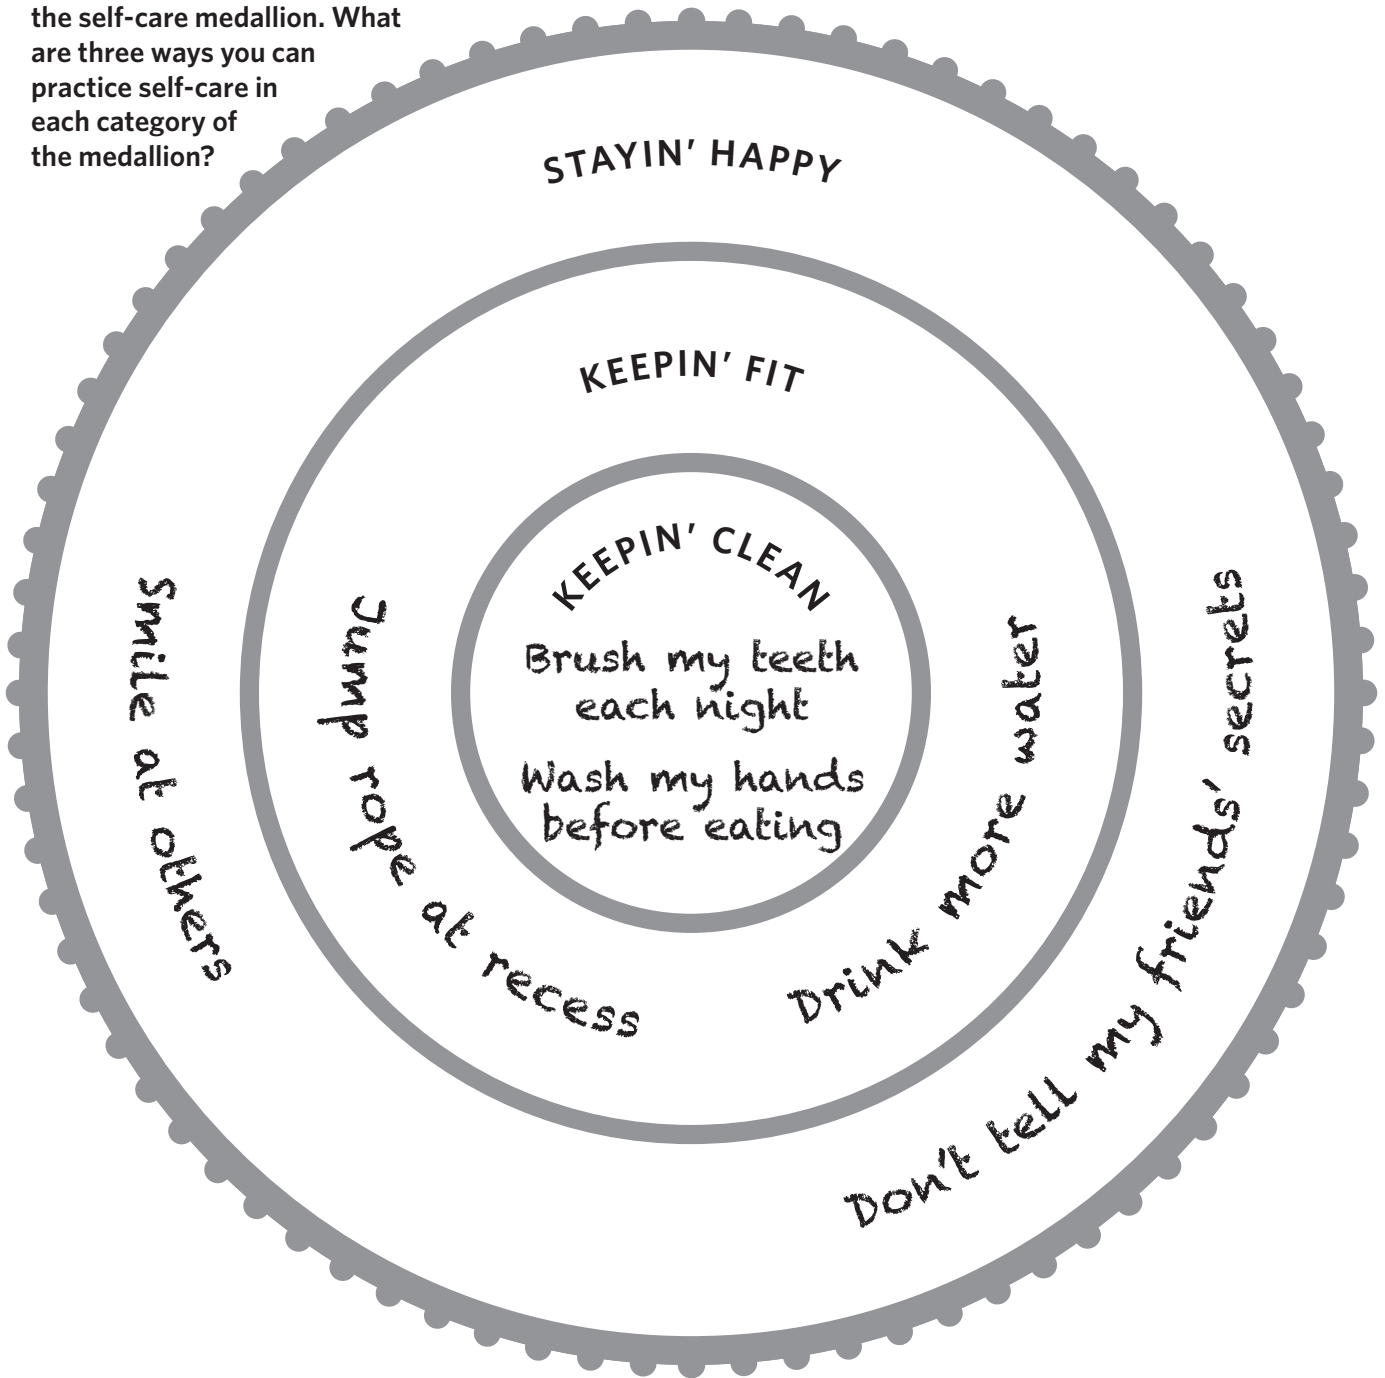 the self-care medallion. What
are three ways you can
practice self-care in
each category of
the medallion?
STAYIN’ HAPPY
KEEPIN’ FIT
KEEPIN’ CLEAN
Brush my teeth
each night
Wash my hands
before eating
Jump rope at recess
Drink more water
Smile at others
Don't tell my friends' secrets